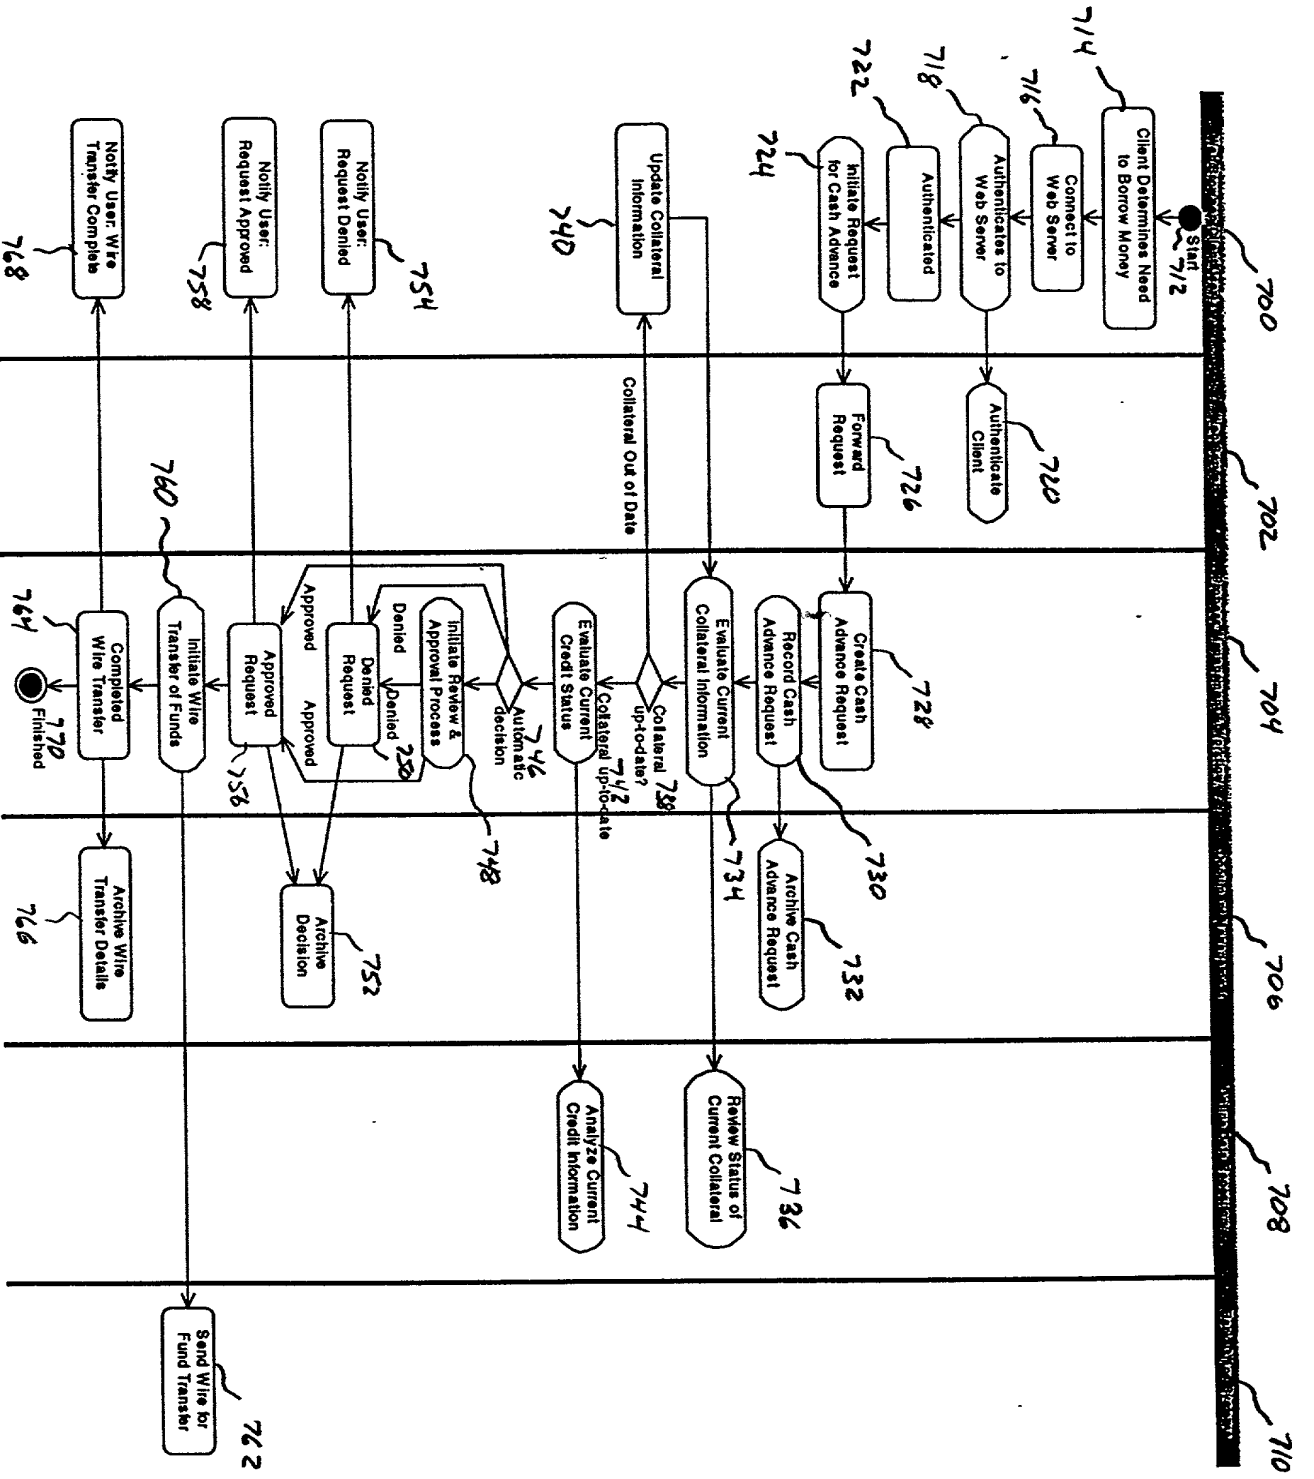 700
702
704
706
708
710
Start
712
714
Client Determines Need
to Borrow Money
716
Connect to
Web Server
718
Authenticates to
Web Server
720
Authenticate
Client
722
Authenticated
724
Initiate Request
for Cash Advance
Forward
Request
726
Create Cash
Advance Request
728
Record Cash
Advance Request
730
Archive Cash
Advance Request
732
Evaluate Current
Collateral Information
734
Review Status of
Current Collateral
736
Collateral
up-to-date?
738
Collateral Out of Date
Update Collateral
Information
740
Collateral up-to-date
742
Evaluate Current
Credit Status
Analyze Current
Credit Information
744
Automatic
decision
746
Initiate Review &
Approval Process
748
Denied
Denied
Denied
Request
750
Archive
Decision
752
Notify User:
Request Denied
754
Approved
Approved
Approved
Request
756
Notify User:
Request Approved
758
Initiate Wire
Transfer of Funds
760
Send Wire for
Fund Transfer
762
Completed
Wire Transfer
764
Archive Wire
Transfer Details
766
Notify User: Wire
Transfer Complete
768
Finished
770